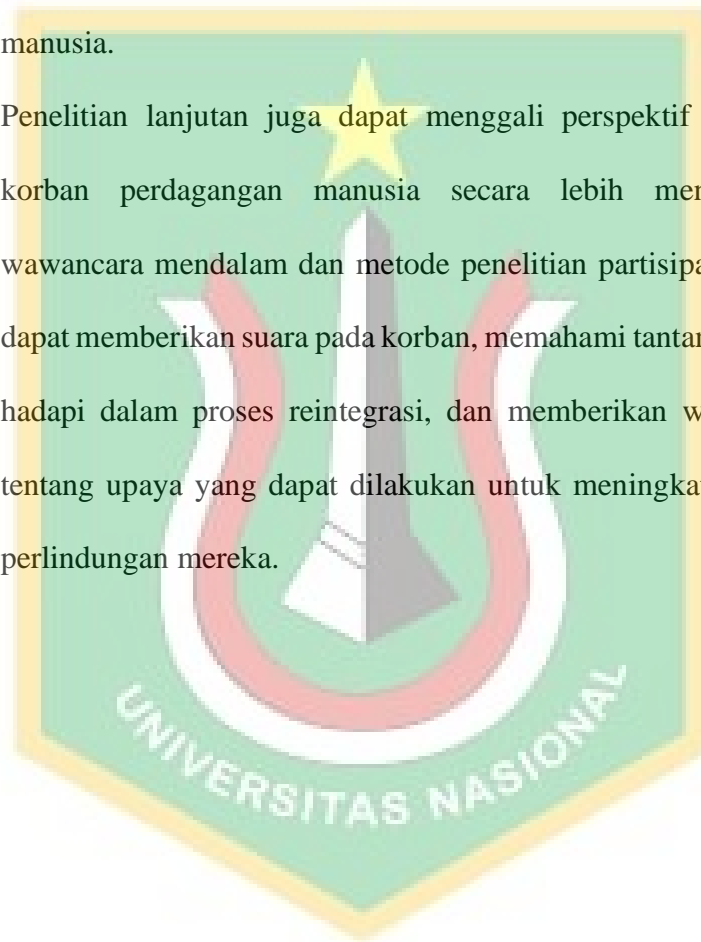 manusia.
Penelitian lanjutan juga dapat menggali perspektif
korban perdagangan manusia secara lebih
wawancara mendalam dan metode penelitian
dapat memberikan suara pada korban, memahami
hadapi dalam proses reintegrasi, dan memberikan
tentang upaya yang dapat dilakukan untuk
perlindungan mereka.
UNIVERSITAS NASIONAL